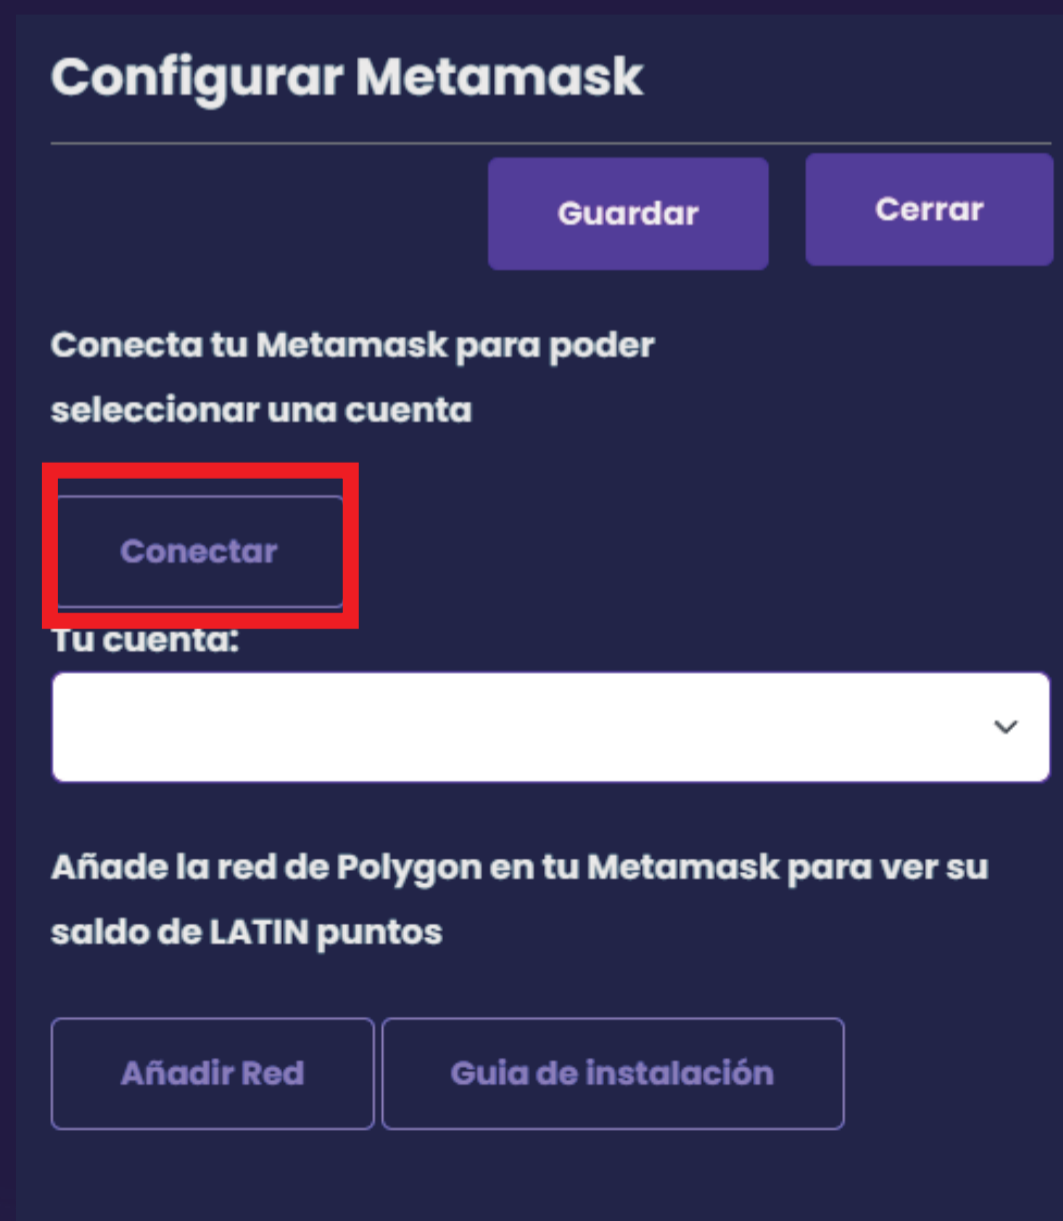 Configurar Metamask
Guardar
Cerrar
Conecta tu Metamask para poder
seleccionar una cuenta
Conectar
Tu cuenta:
Añade la red de Polygon en tu Metamask para ver su
saldo de LATIN puntos
Añadir Red
Guia de instalación